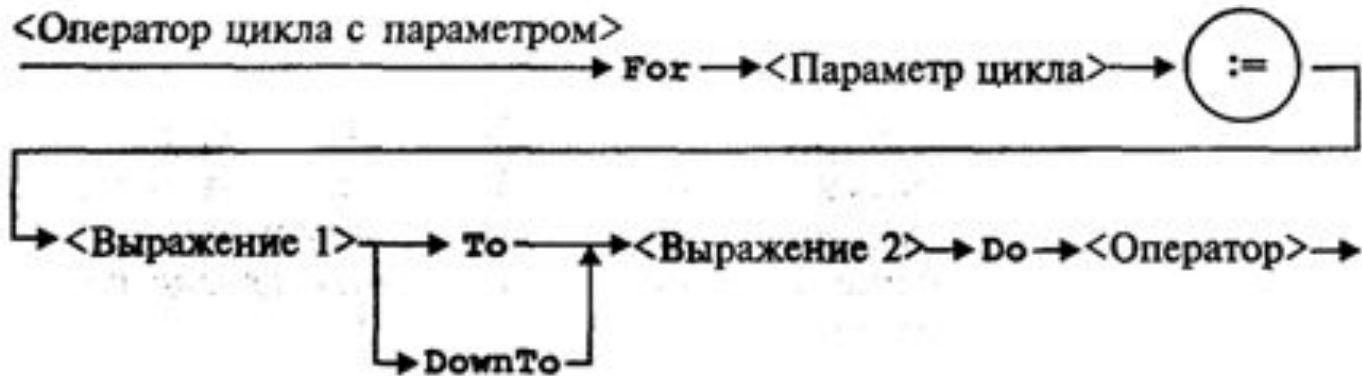 <Оператор цикла с параметром>
For <Параметр цикла> :=
<Выражение 1> To <Выражение 2> Do <Оператор>
DownTo